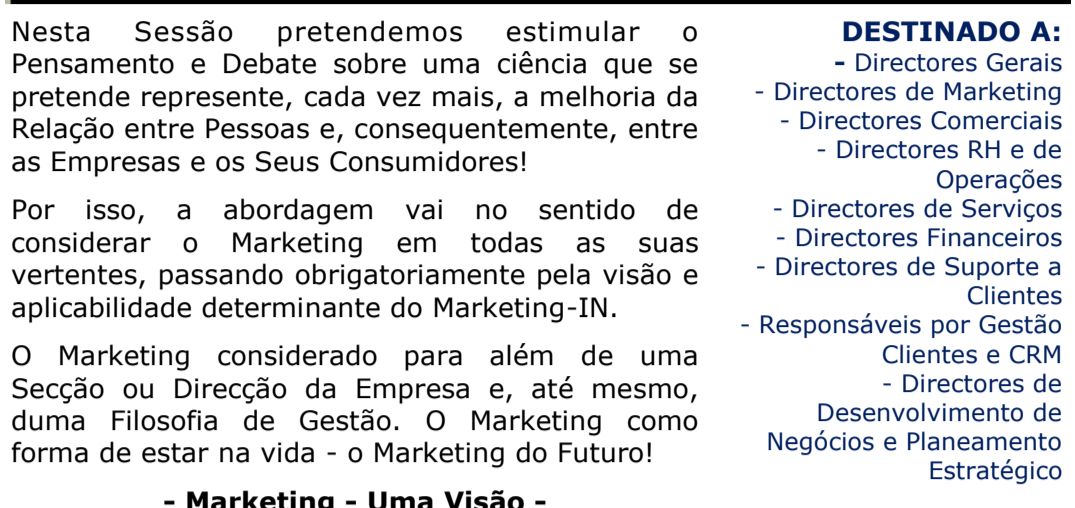 Nesta Sessão pretendemos estimular o
Pensamento e Debate sobre uma ciência que se
pretende represente, cada vez mais, a melhoria da
Relação entre Pessoas e, consequentemente, entre
as Empresas e os Seus Consumidores!
Por isso, a abordagem vai no sentido de
considerar o Marketing em todas as suas
vertentes, passando obrigatoriamente pela visão e
aplicabilidade determinante do Marketing-IN.
O Marketing considerado para além de uma
Secção ou Direcção da Empresa e, até mesmo,
duma Filosofia de Gestão. O Marketing como
forma de estar na vida - o Marketing do Futuro!
- Marketing - Uma Visão -
DESTINADO A:
- Directores Gerais
- Directores de Marketing
- Directores Comerciais
- Directores RH e de
Operações
- Directores de Serviços
- Directores Financeiros
- Directores de Suporte a
Clientes
- Responsáveis por Gestão
Clientes e CRM
- Directores de
Desenvolvimento de
Negócios e Planeamento
Estratégico